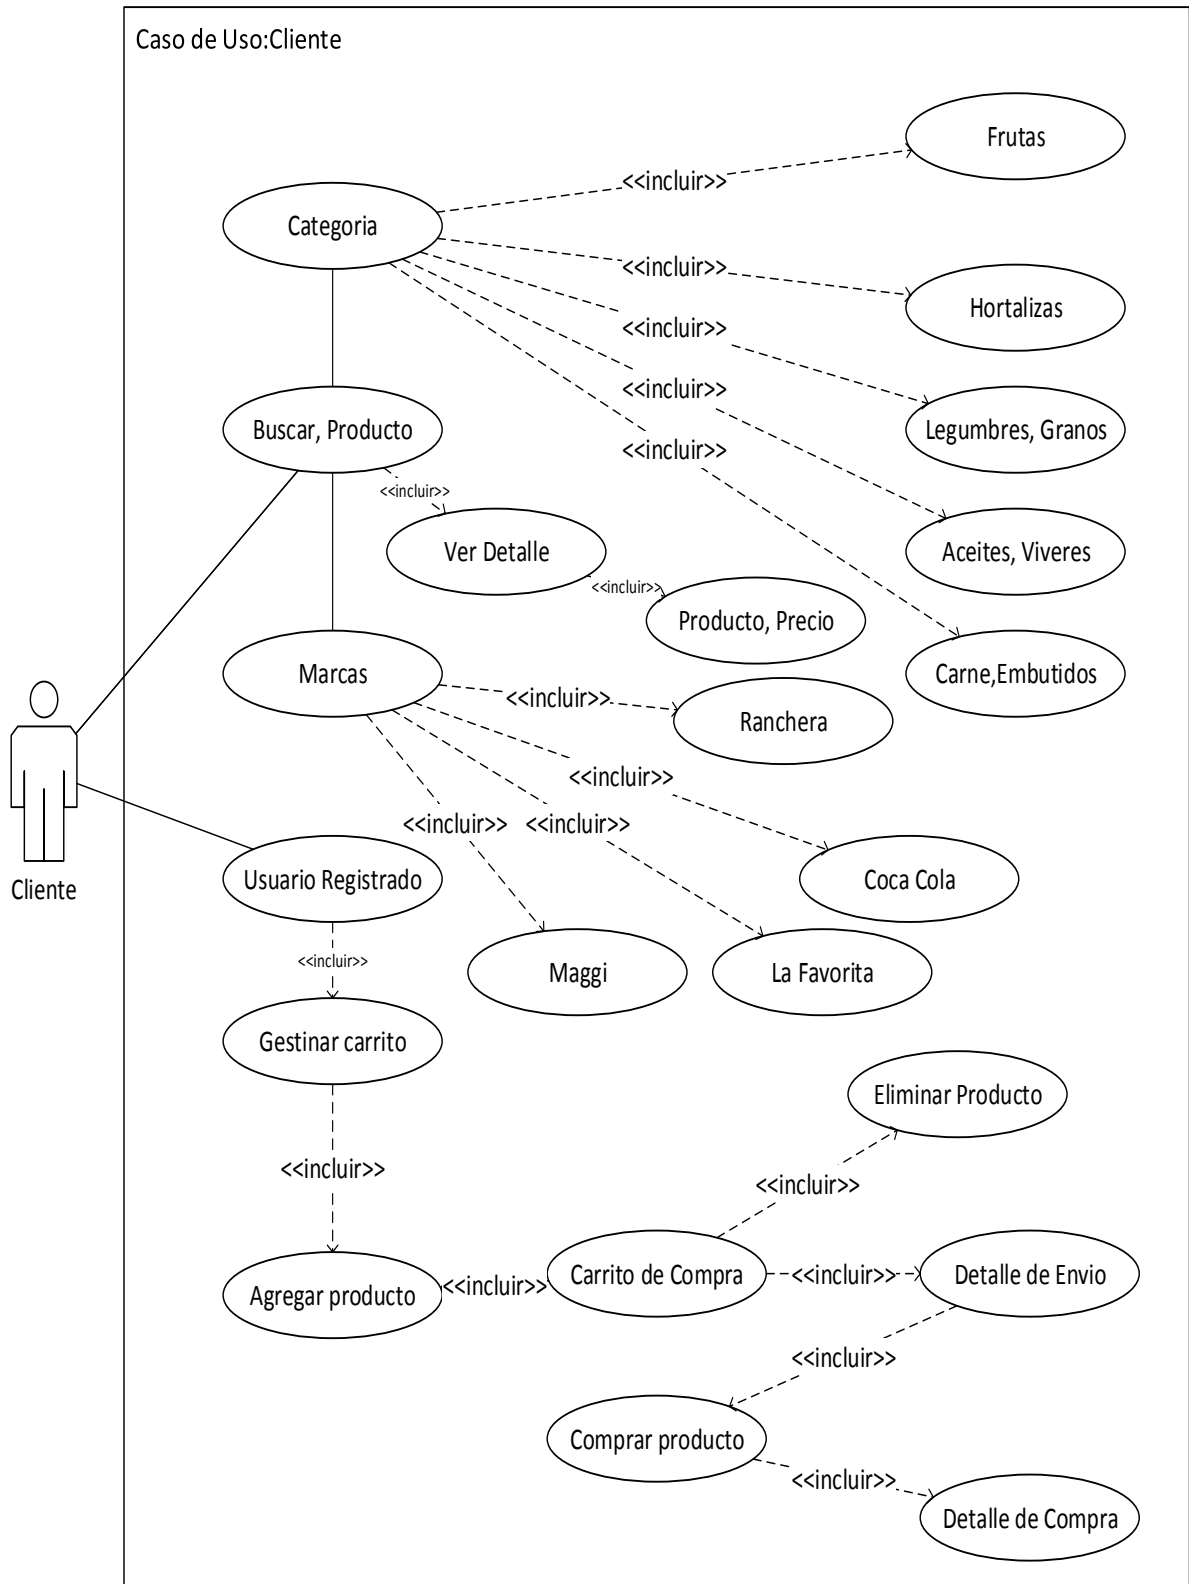 Caso de Uso:Cliente
Frutas
<<incluir>>
Categoria
<<incluir>>
Hortalizas
<<incluir>>
<<incluir>>
Legumbres, Granos
Buscar, Producto
<<incluir>>
<<incluir>>
Ver Detalle
Aceites, Viveres
<<incluir>>
Producto, Precio
Marcas
Carne,Embutidos
<<incluir>>
Ranchera
<<incluir>>
<<incluir>>
<<incluir>>
Cliente
Usuario Registrado
Coca Cola
<<incluir>>
Maggi
La Favorita
Gestinar carrito
Eliminar Producto
<<incluir>>
<<incluir>>
Agregar producto
<<incluir>>
Carrito de Compra
<<incluir>>
Detalle de Envio
<<incluir>>
Comprar producto
<<incluir>>
Detalle de Compra